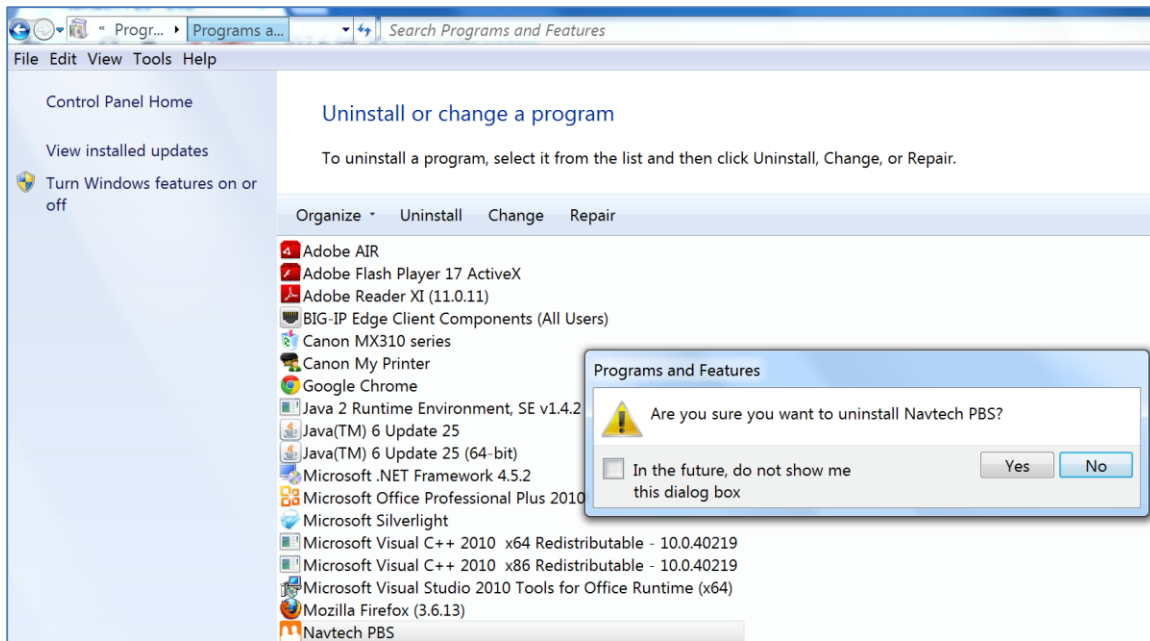 « Progr... Programs a... Search Programs and Features
File Edit View Tools Help
Control Panel Home
View installed updates
Turn Windows features on or
off
Uninstall or change a program
To uninstall a program, select it from the list and then click Uninstall, Change, or Repair.
Organize Uninstall Change Repair
Adobe AIR
Adobe Flash Player 17 ActiveX
Adobe Reader XI (11.0.11)
BIG-IP Edge Client Components (All Users)
Canon MX310 series
Canon My Printer
Google Chrome
Java 2 Runtime Environment, SE v1.4.2
Java(TM) 6 Update 25
Java(TM) 6 Update 25 (64-bit)
Microsoft .NET Framework 4.5.2
Microsoft Office Professional Plus 2010
Microsoft Silverlight
Microsoft Visual C++ 2010 x64 Redistributable - 10.0.40219
Microsoft Visual C++ 2010 x86 Redistributable - 10.0.40219
Microsoft Visual Studio 2010 Tools for Office Runtime (x64)
Mozilla Firefox (3.6.13)
Navtech PBS
Programs and Features
Are you sure you want to uninstall Navtech PBS?
In the future, do not show me
this dialog box
Yes No